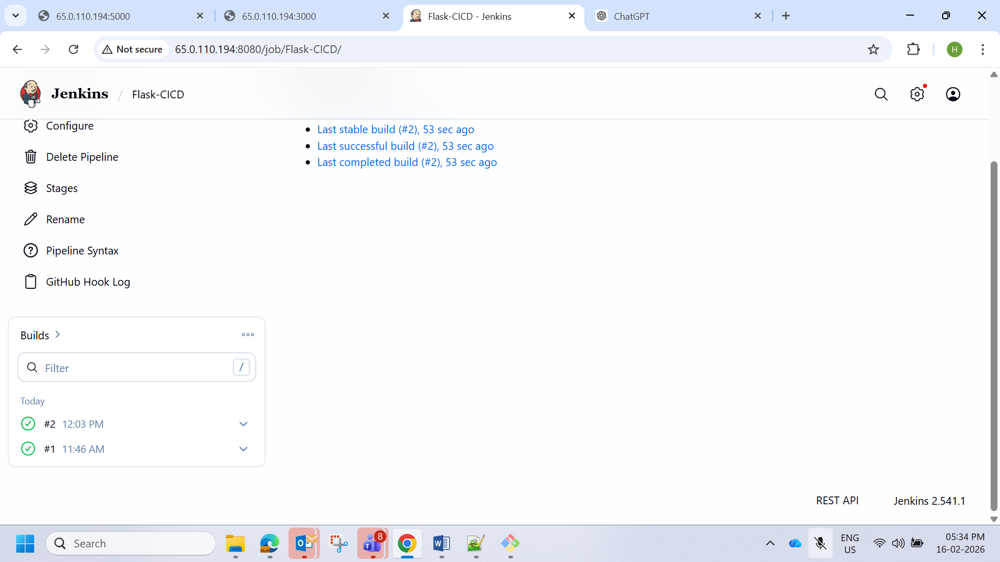 65.0.110.194:5000
65.0.110.194:3000
Flask-CICD - Jenkins
ChatGPT
Not secure
65.0.110.194:8080/job/Flask-CICD/
H
Jenkins / Flask-CICD
Configure
Delete Pipeline
Stages
Rename
Pipeline Syntax
GitHub Hook Log
Last stable build (#2), 53 sec ago
Last successful build (#2), 53 sec ago
Last completed build (#2), 53 sec ago
Builds
Filter
/
Today
#2 12:03 PM
#1 11:46 AM
REST API
Jenkins 2.541.1
Search
8
ENG
US
05:34 PM
16-02-2026